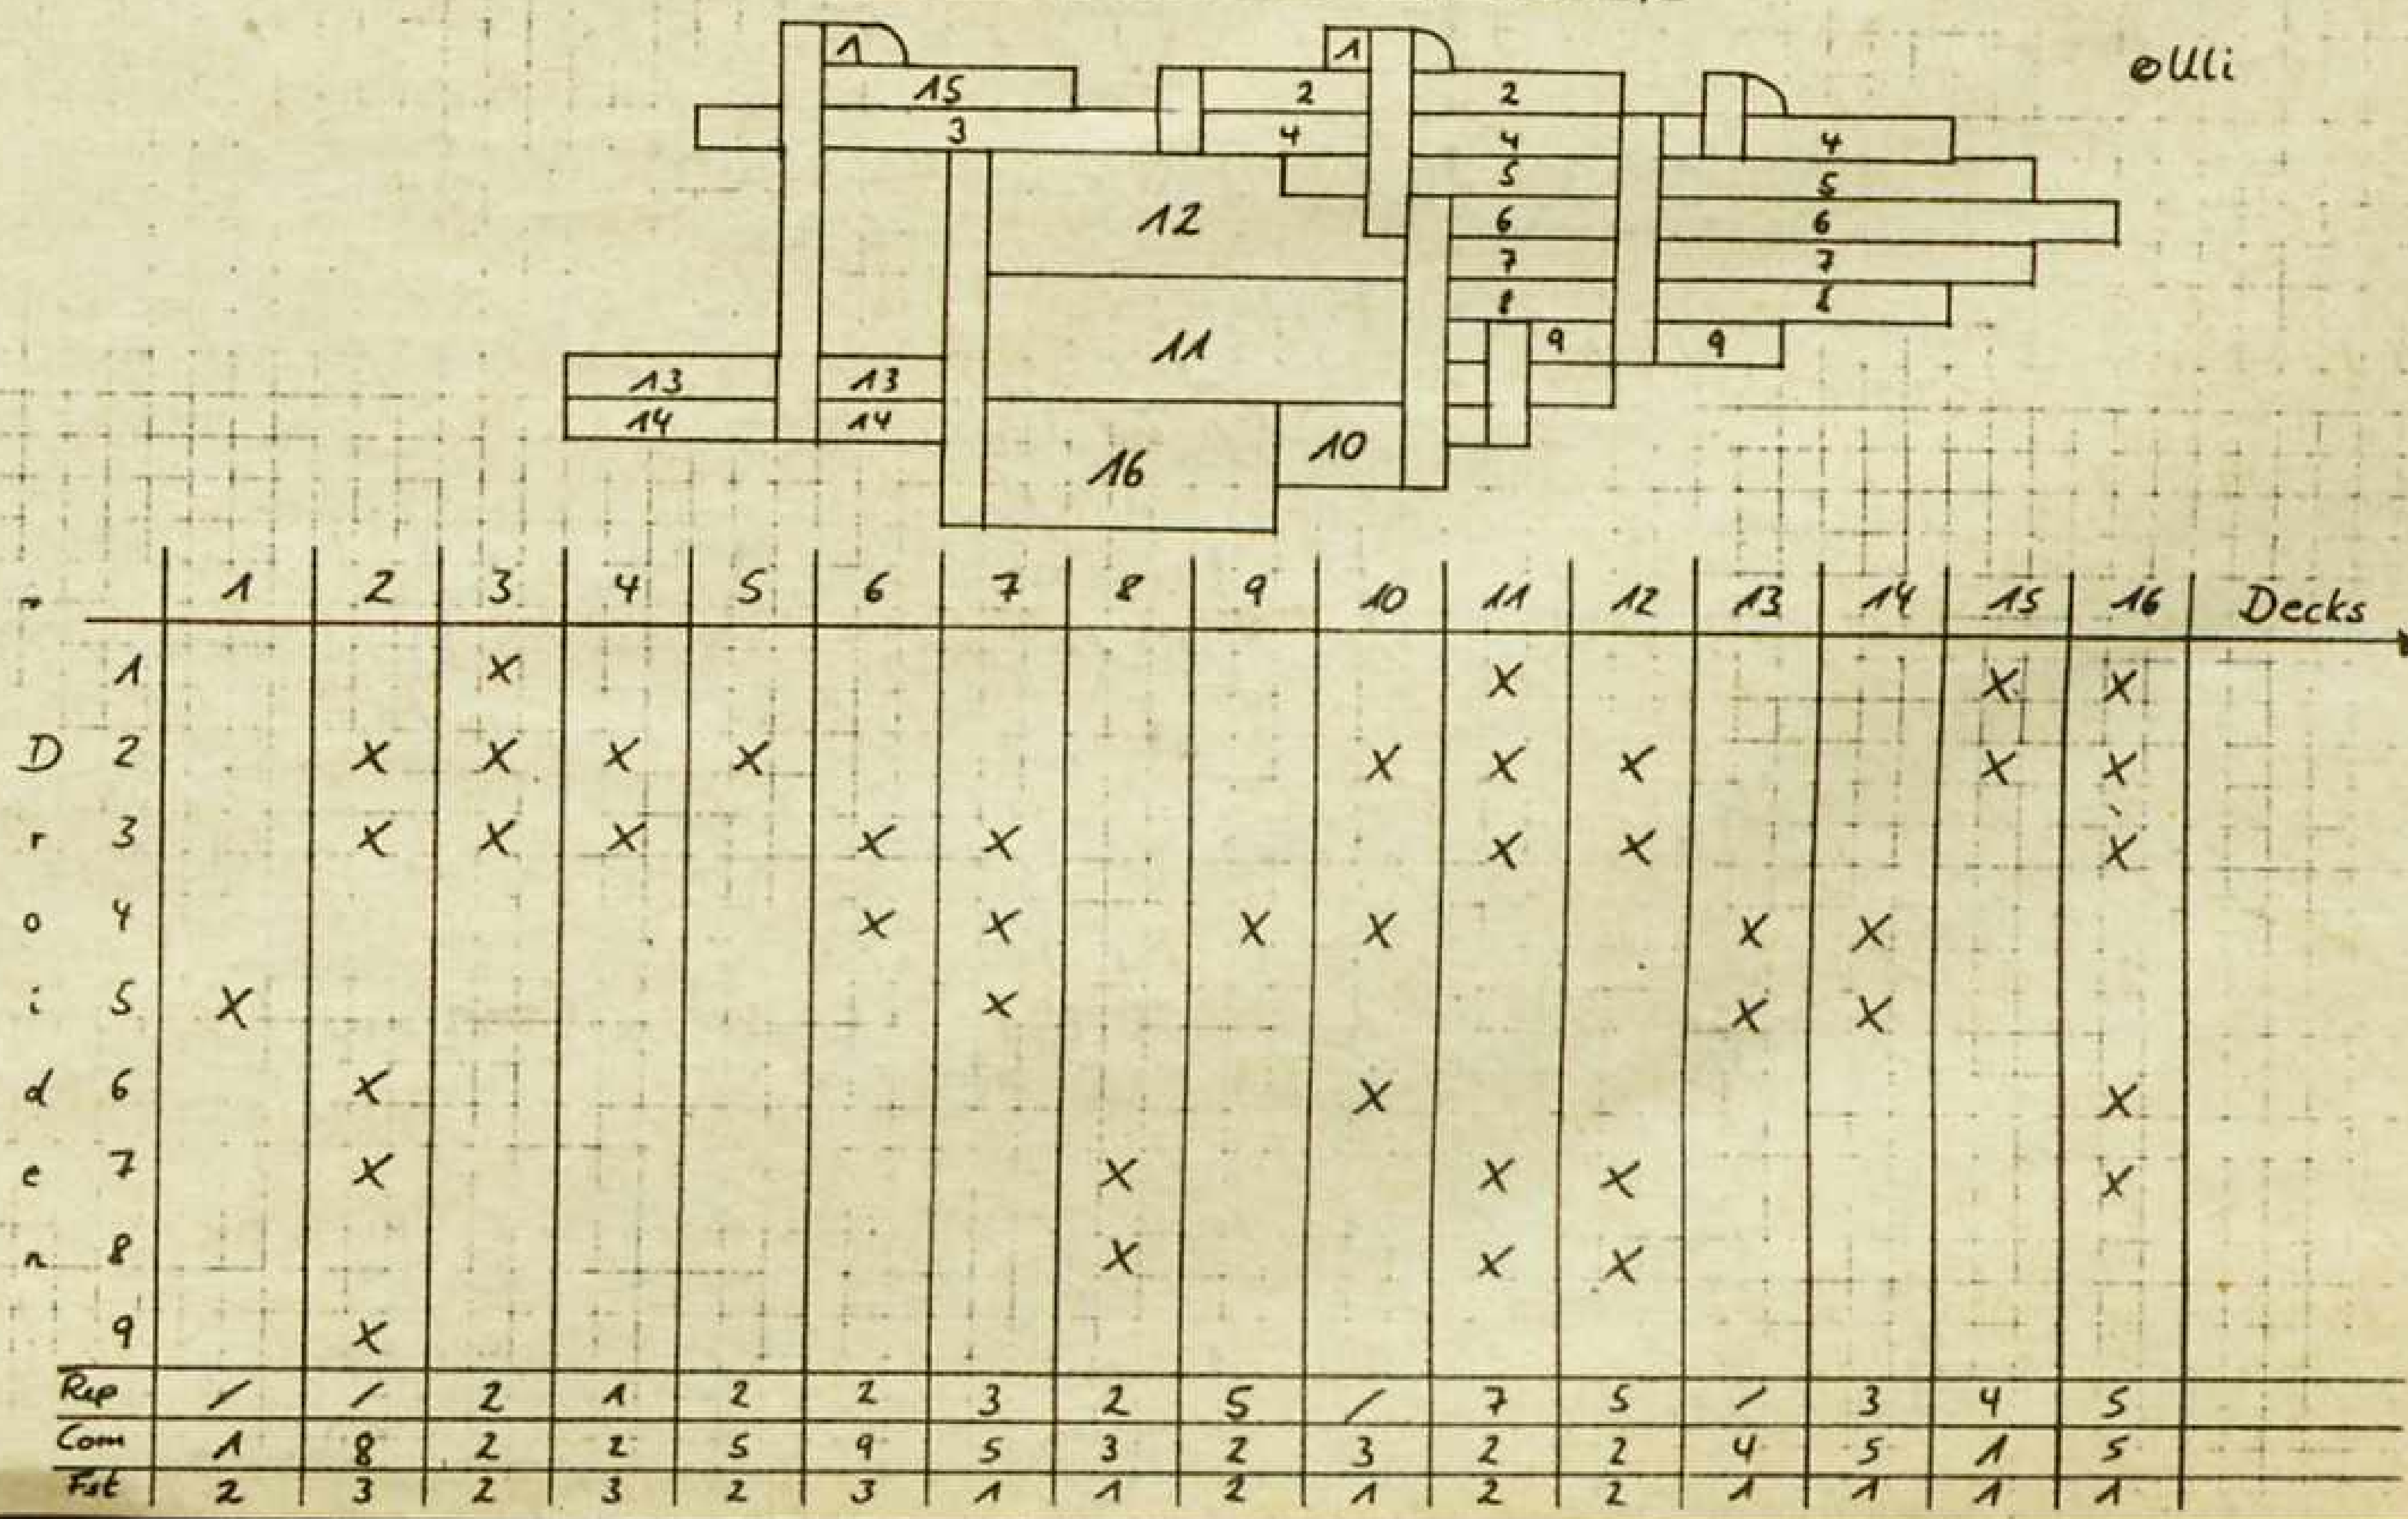 ⊙Uli
1 1
15 2 2
3 4 4 4
5 5
12 6 6
7 7
8 8
11 9 9
13 13
14 14
16 10
1 2 3 4 5 6 7 8 9 10 11 12 13 14 15 16 Decks
1 X X X X
D 2 X X X X X X X X X
r 3 X X X X X X X X
o 4 X X X X X X
i 5 X X X X
d 6 X X X
e 7 X X X X X
n 8 X X X
9 X
Rep / / 2 1 2 2 3 2 5 / 7 5 / 3 4 5
Com 1 8 2 2 5 9 5 3 2 3 2 2 4 5 1 5
Fst 2 3 2 3 2 3 1 1 2 1 2 2 1 1 1 1